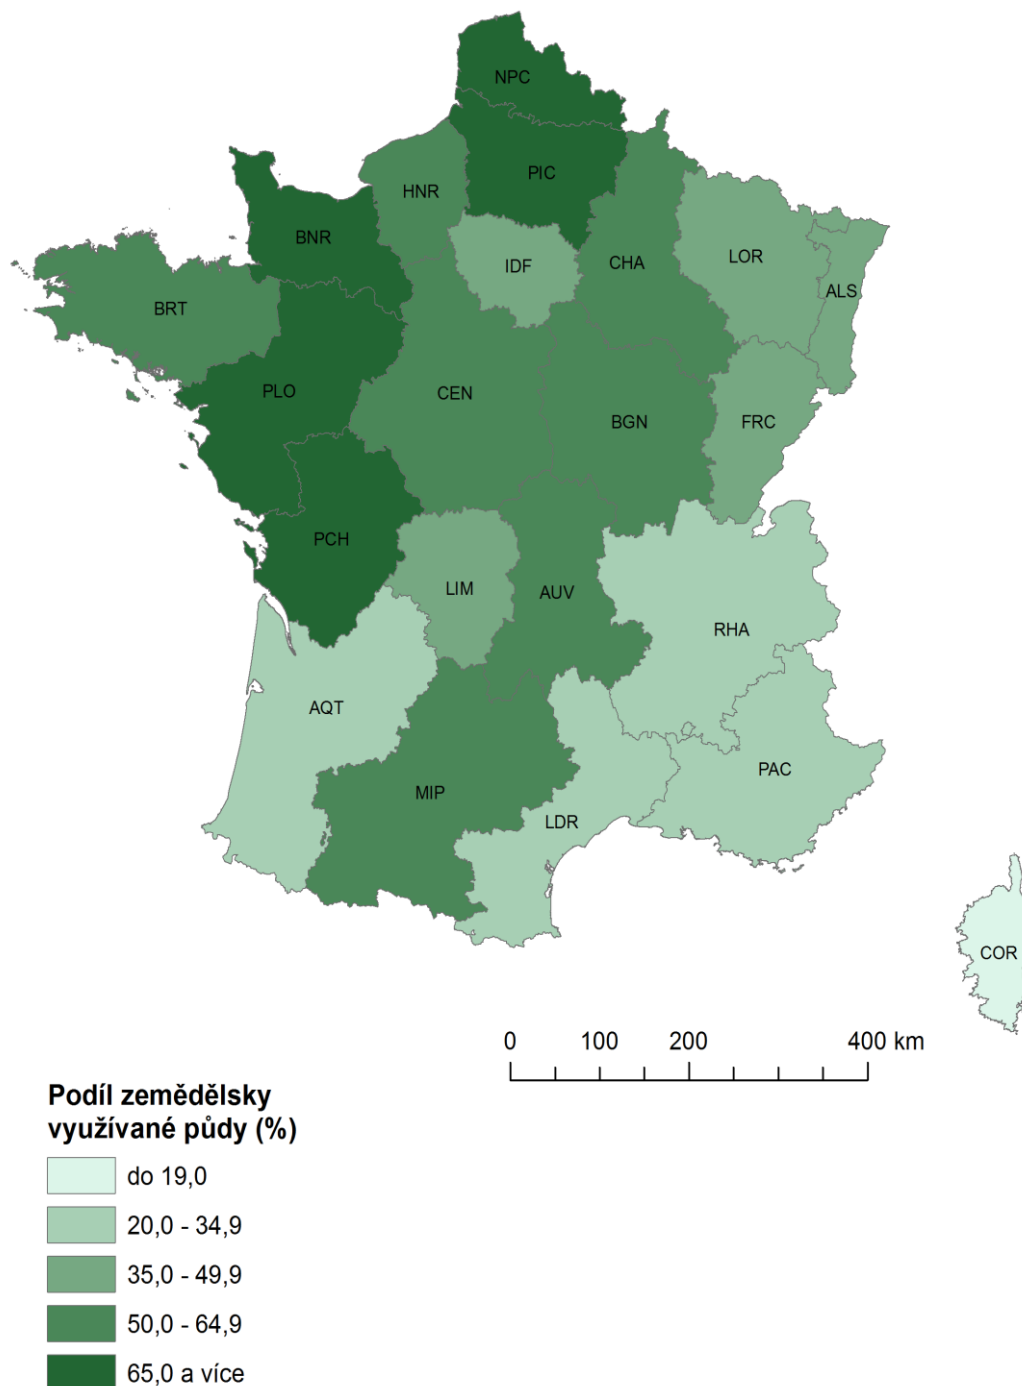 NPC
PIC
HNR
BNR
IDF
CHA
LOR
ALS
BRT
PLO
CEN
BGN
FRC
PCH
LIM
AUV
RHA
AQT
MIP
LDR
PAC
COR
0 100 200 400 km
Podíl zemědělsky
využívané půdy (%)
do 19,0
20,0 - 34,9
35,0 - 49,9
50,0 - 64,9
65,0 a více